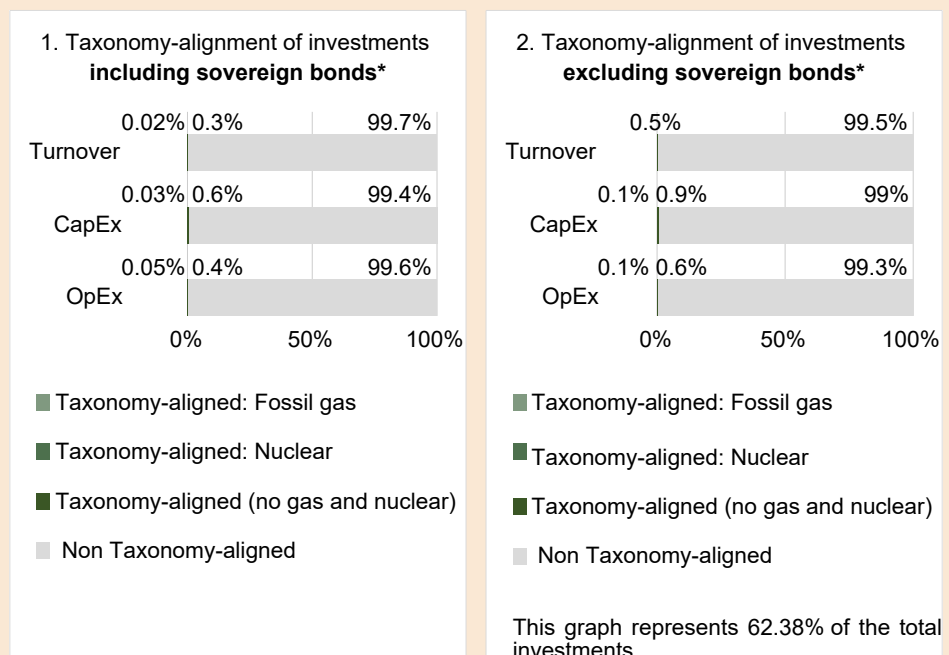 1. Taxonomy-alignment of investments
including sovereign bonds*
0.02% 0.3% 99.7%
Turnover
0.03% 0.6% 99.4%
CapEx
0.05% 0.4% 99.6%
OpEx
0% 50% 100%
Taxonomy-aligned: Fossil gas
Taxonomy-aligned: Nuclear
Taxonomy-aligned (no gas and nuclear)
Non Taxonomy-aligned
2. Taxonomy-alignment of investments
excluding sovereign bonds*
0.5% 99.5%
Turnover
0.1% 0.9% 99%
CapEx
0.1% 0.6% 99.3%
OpEx
0% 50% 100%
Taxonomy-aligned: Fossil gas
Taxonomy-aligned: Nuclear
Taxonomy-aligned (no gas and nuclear)
Non Taxonomy-aligned
This graph represents 62.38% of the total
investments